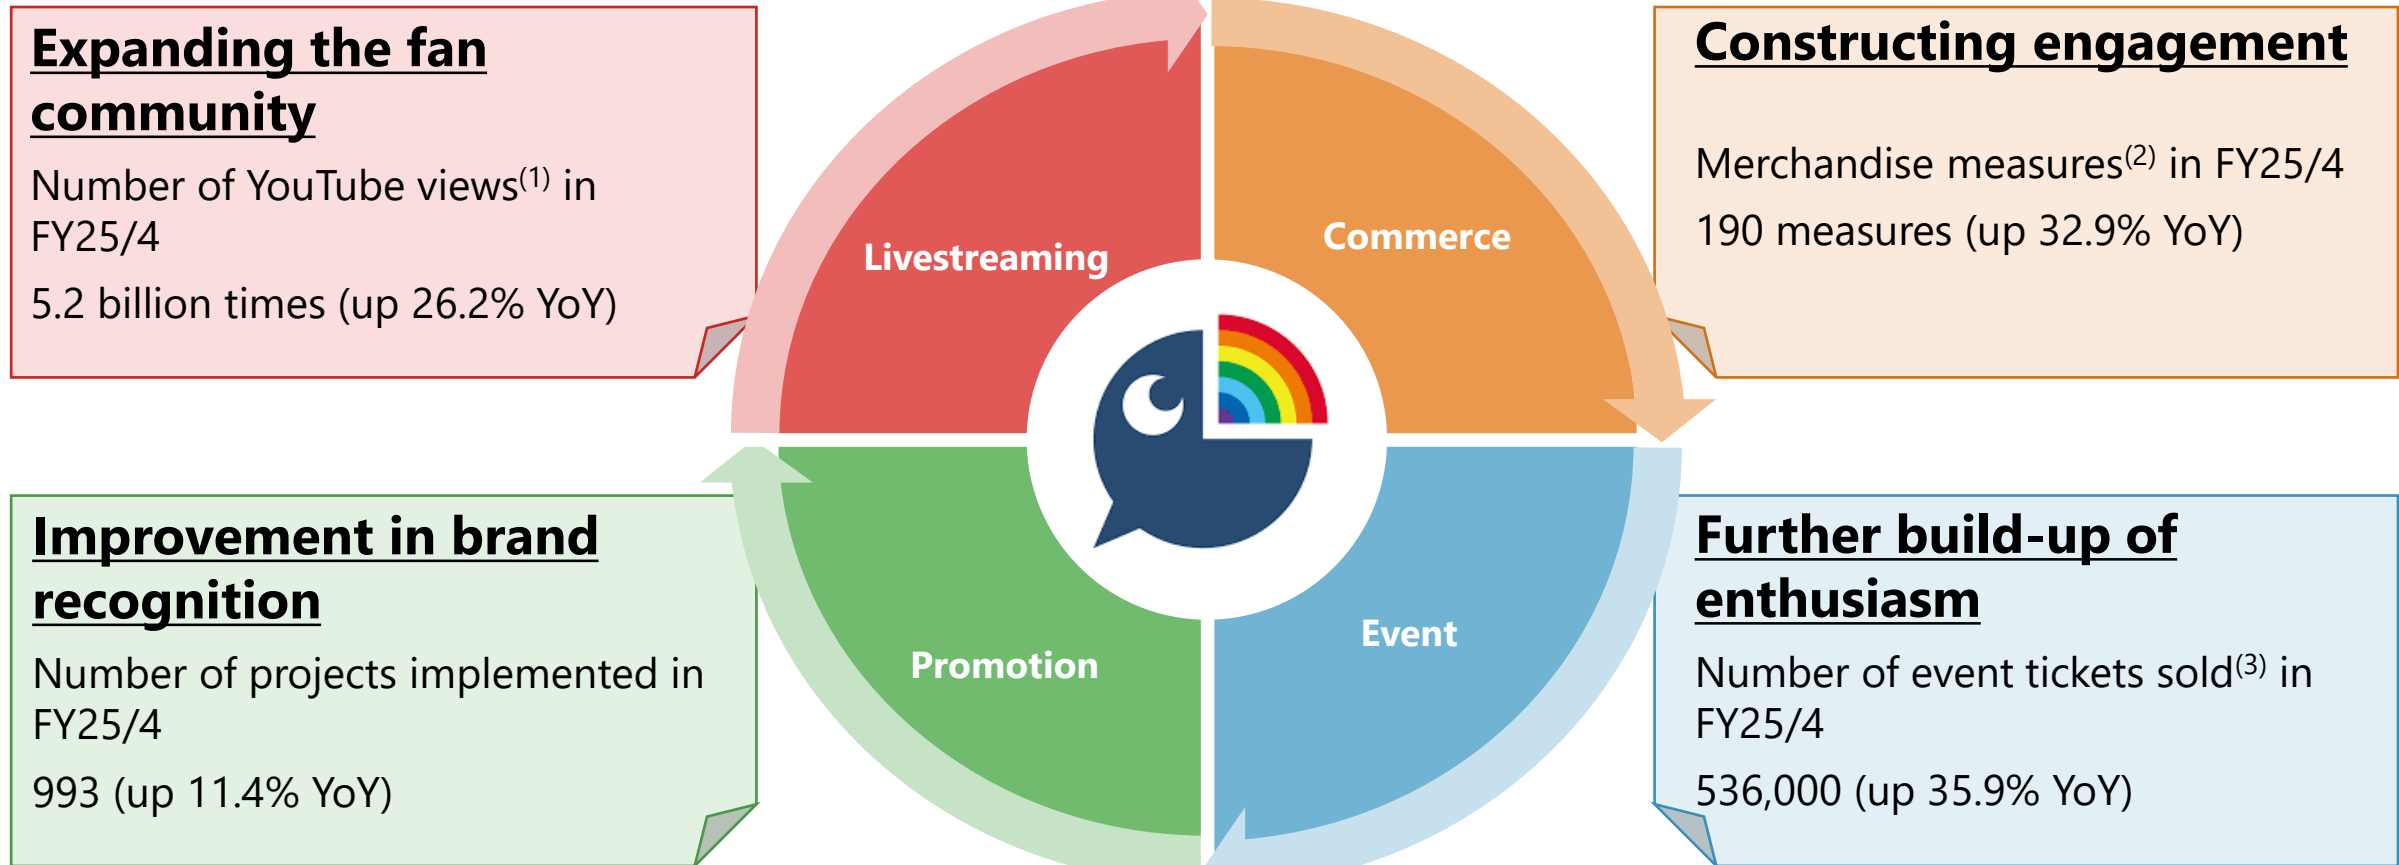 Expanding the fan
community
Number of YouTube views(1) in
FY25/4
5.2 billion times (up 26.2% YoY)
Livestreaming
Commerce
Constructing engagement
Merchandise measures(2) in FY25/4
190 measures (up 32.9% YoY)
Improvement in brand
recognition
Number of projects implemented in
FY25/4
993 (up 11.4% YoY)
Promotion
Event
Further build-up of
enthusiasm
Number of event tickets sold(3) in
FY25/4
536,000 (up 35.9% YoY)